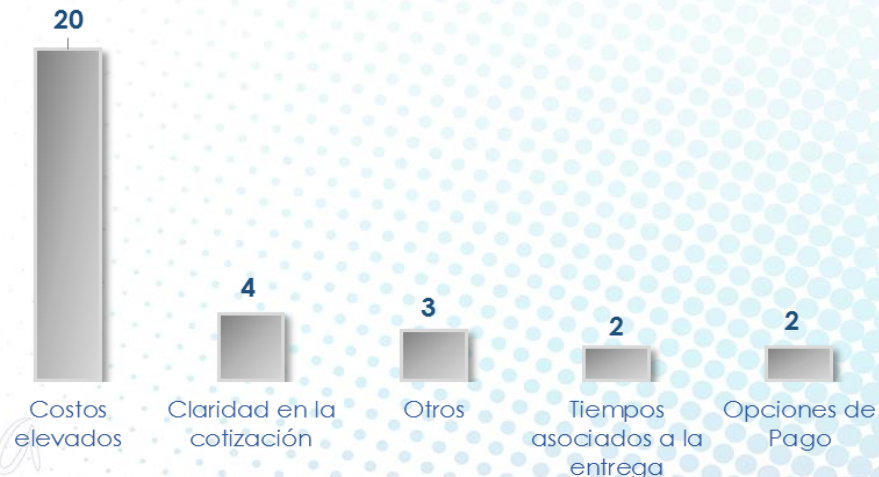 20
4
3
2
2
Costos
elevados
Claridad en la
cotización
Otros
Tiempos
asociados a la
entrega
Opciones de
Pago